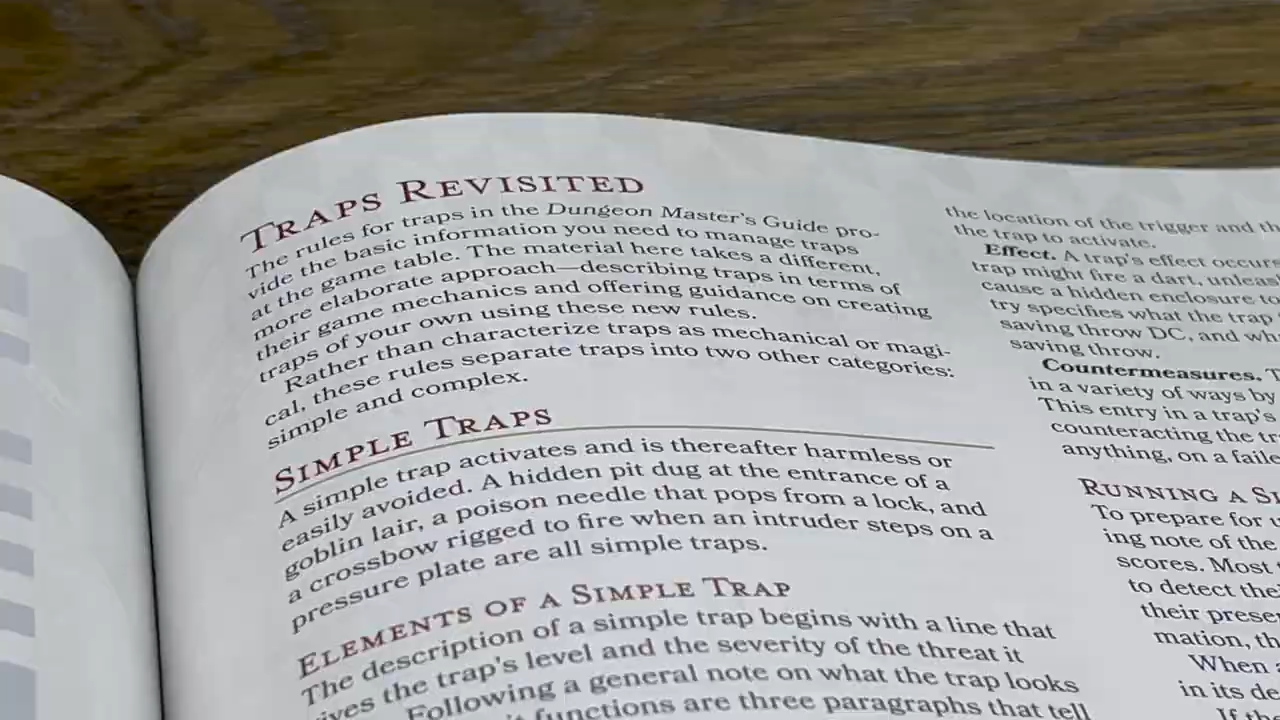 TRAPS REVISITED
The rules for traps in the Dungeon Master's Guide pro-
vide the basic information you need to manage traps
at the game table. The material here takes a different,
more elaborate approach—describing traps in terms of
their game mechanics and offering guidance on creating
traps of your own using these new rules.
Rather than characterize traps as mechanical or magi-
cal, these rules separate traps into two other categories:
simple and complex.
SIMPLE TRAPS
A simple trap activates and is thereafter harmless or
easily avoided. A hidden pit dug at the entrance of a
goblin lair, a poison needle that pops from a lock, and
a crossbow rigged to fire when an intruder steps on a
pressure plate are all simple traps.
ELEMENTS OF A SIMPLE TRAP
The description of a simple trap begins with a line that
the trap's level and the severity of the threat it
Following a general note on what the trap looks
functions are three paragraphs that tell
the location of the trigger and
the trap to activate.
Effect. A trap's effect occurs
trap might fire a dart,
cause a hidden enclosure to
try specifies what the trap
saving throw DC, and
saving throw.
Countermeasures.
in a variety of ways by
This entry in a trap's
counteracting the
anything, on a
RUNNING A
To prepare for
ing note of the
scores. Most
to detect the
their
When
in its
If